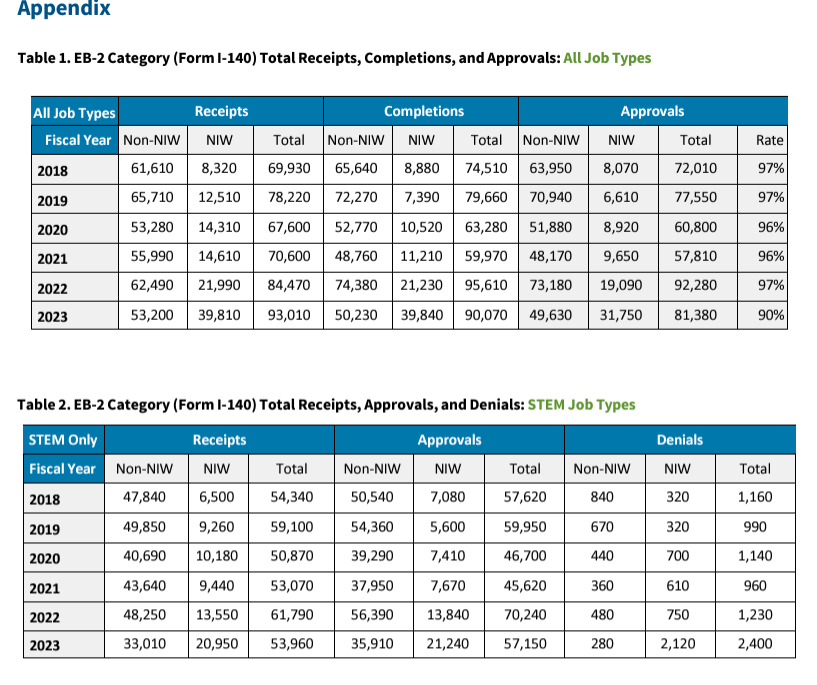 Appendix
Table 1. EB-2 Category (Form I-140) Total Receipts, Completions, and Approvals: All Job Types
All Job Types Receipts Completions Approvals
Fiscal Year Non-NIW NIW Total Non-NIW NIW Total Non-NIW NIW Total Rate
2018 61,610 8,320 69,930 65,640 8,880 74,510 63,950 8,070 72,010 97%
2019 65,710 12,510 78,220 72,270 7,390 79,660 70,940 6,610 77,550 97%
2020 53,280 14,310 67,600 52,770 10,520 63,280 51,880 8,920 60,800 96%
2021 55,990 14,610 70,600 48,760 11,210 59,970 48,170 9,650 57,810 96%
2022 62,490 21,990 84,470 74,380 21,230 95,610 73,180 19,090 92,280 97%
2023 53,200 39,810 93,010 50,230 39,840 90,070 49,630 31,750 81,380 90%
Table 2. EB-2 Category (Form I-140) Total Receipts, Approvals, and Denials: STEM Job Types
STEM Only Receipts Approvals Denials
Fiscal Year Non-NIW NIW Total Non-NIW NIW Total Non-NIW NIW Total
2018 47,840 6,500 54,340 50,540 7,080 57,620 840 320 1,160
2019 49,850 9,260 59,100 54,360 5,600 59,950 670 320 990
2020 40,690 10,180 50,870 39,290 7,410 46,700 440 700 1,140
2021 43,640 9,440 53,070 37,950 7,670 45,620 360 610 960
2022 48,250 13,550 61,790 56,390 13,840 70,240 480 750 1,230
2023 33,010 20,950 53,960 35,910 21,240 57,150 280 2,120 2,400